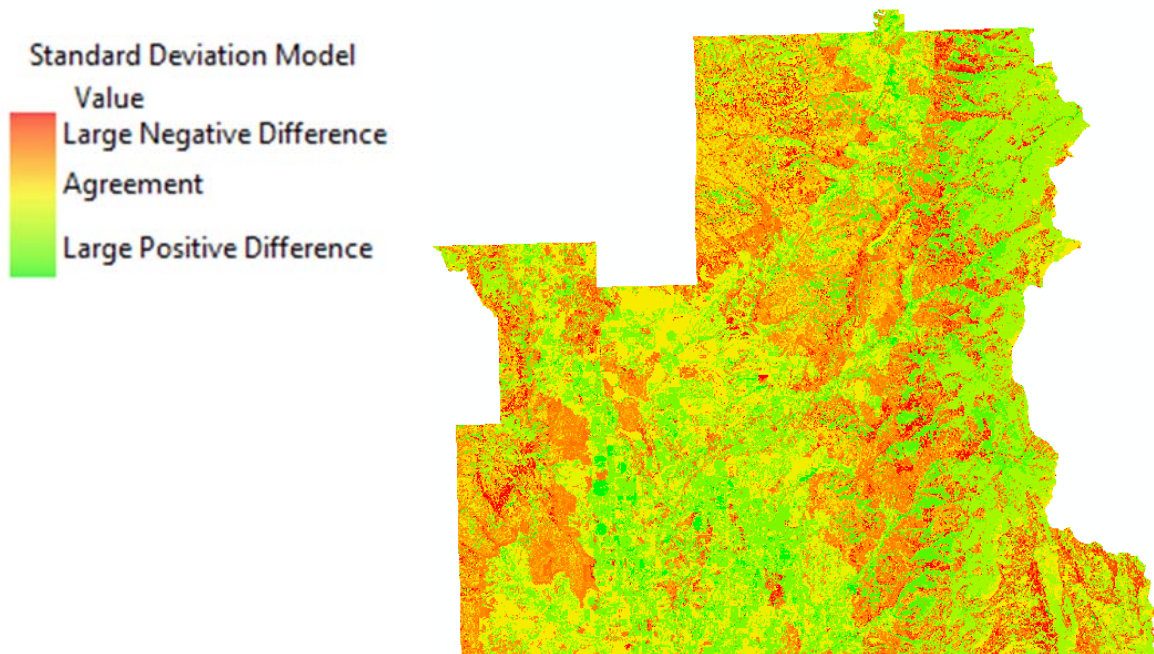 Standard Deviation Model
Value
Large Negative Difference
Agreement
Large Positive Difference